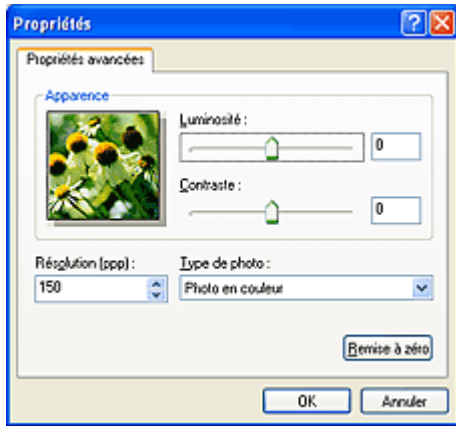 Propriétés
Propriétés avancées
Apparence
Luminosité :
0
Contraste :
0
Résolution (ppp) :
Type de photo :
150
Photo en couleur
Remise à zéro
OK
Annuler